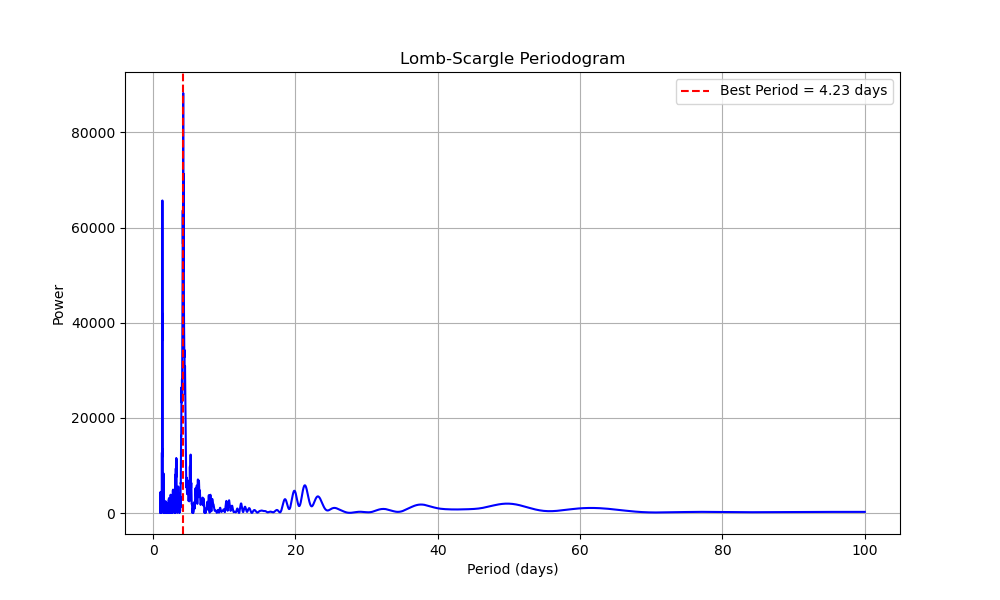 Lomb-Scargle Periodogram
Best Period = 4.23 days
80000
60000
40000
20000
0
Power
0 20 40 60 80 100
Period (days)